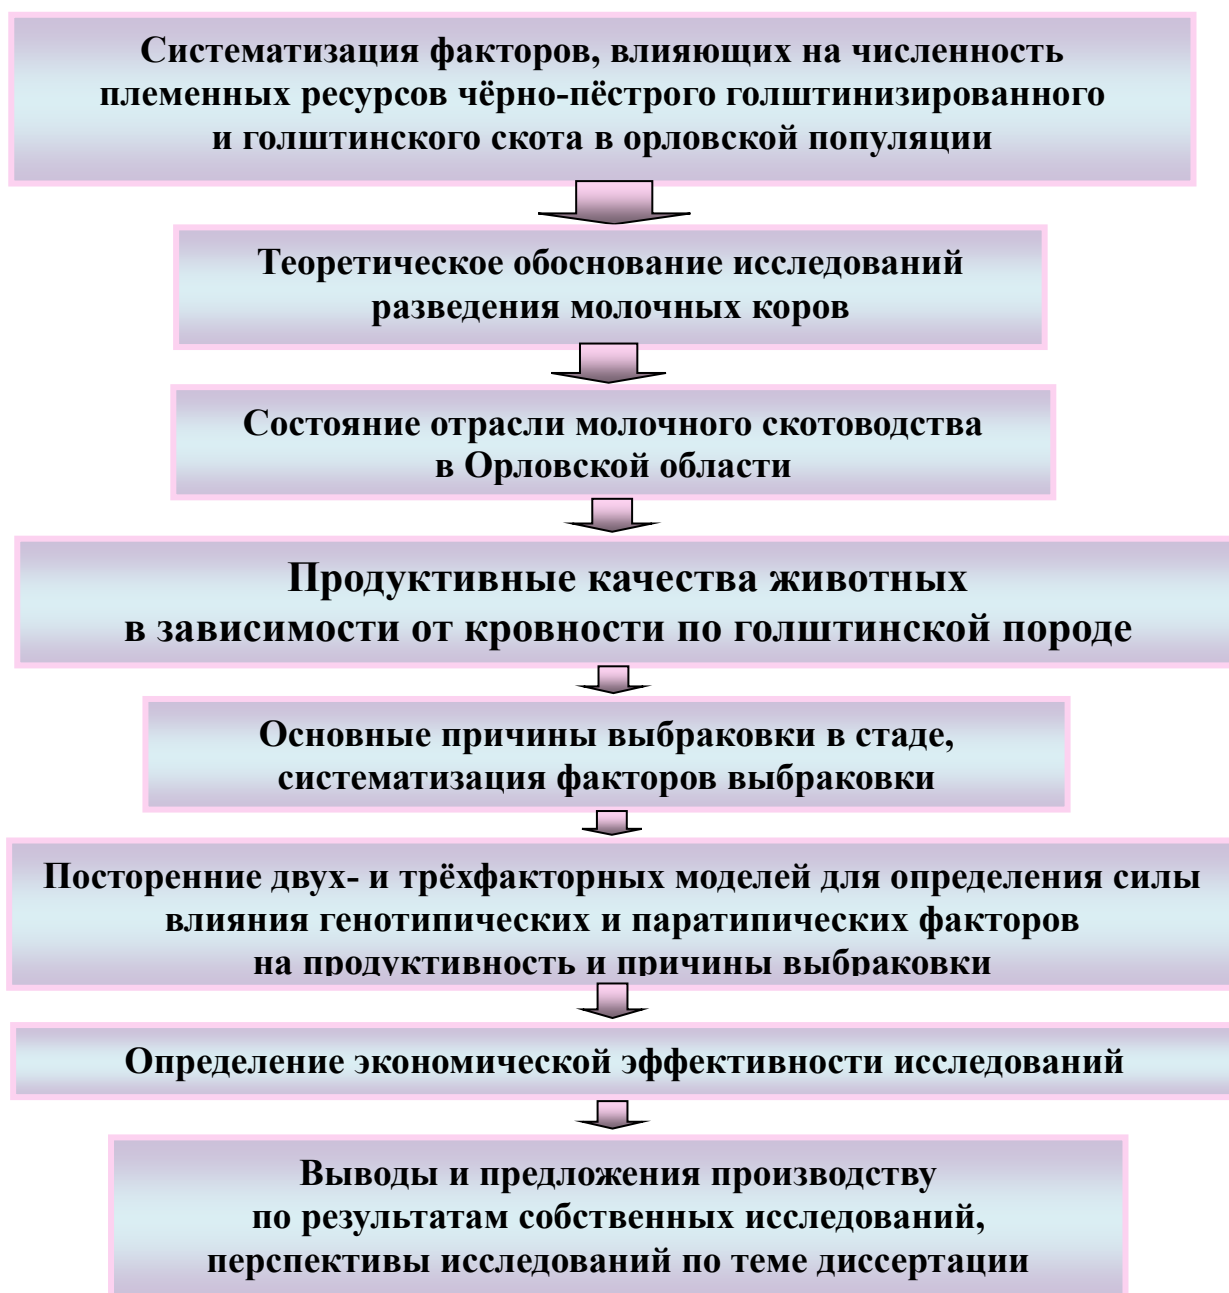 Систематизация факторов, влияющих на численность
племенных ресурсов чёрно-пёстрого голштинизированного
и голштинского скота в орловской популяции
Теоретическое обоснование исследований
разведения молочных коров
Состояние отрасли молочного скотоводства
в Орловской области
Продуктивные качества животных
в зависимости от кровности по голштинской породе
Основные причины выбраковки в стаде,
систематизация факторов выбраковки
Посторенние двух- и трёхфакторных моделей для определения силы
влияния генотипических и паратипических факторов
на продуктивность и причины выбраковки
Определение экономической эффективности исследований
Выводы и предложения производству
по результатам собственных исследований,
перспективы исследований по теме диссертации